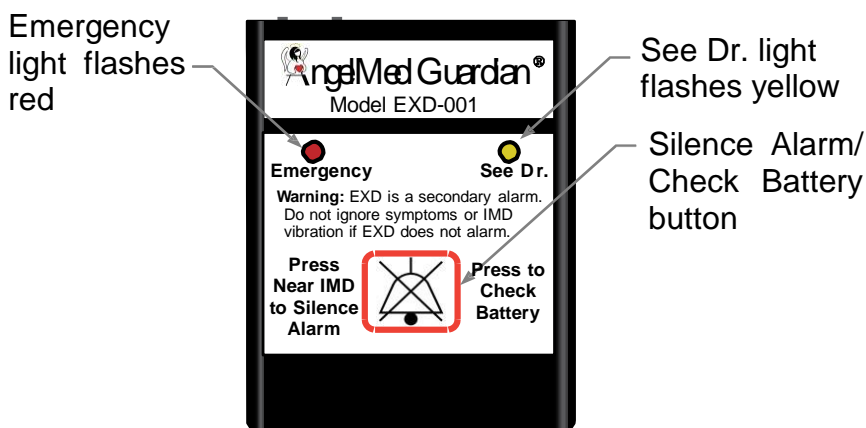 Emergency
light flashes
red
AngelMed Guardian®
Model EXD-001
See Dr. light
flashes yellow
Emergency
See Dr.
Silence Alarm/
Check Battery
button
Warning: EXD is a secondary alarm.
Do not ignore symptoms or IMD
vibration if EXD does not alarm.
Press
Near IMD
to Silence
Alarm
Press to
Check
Battery